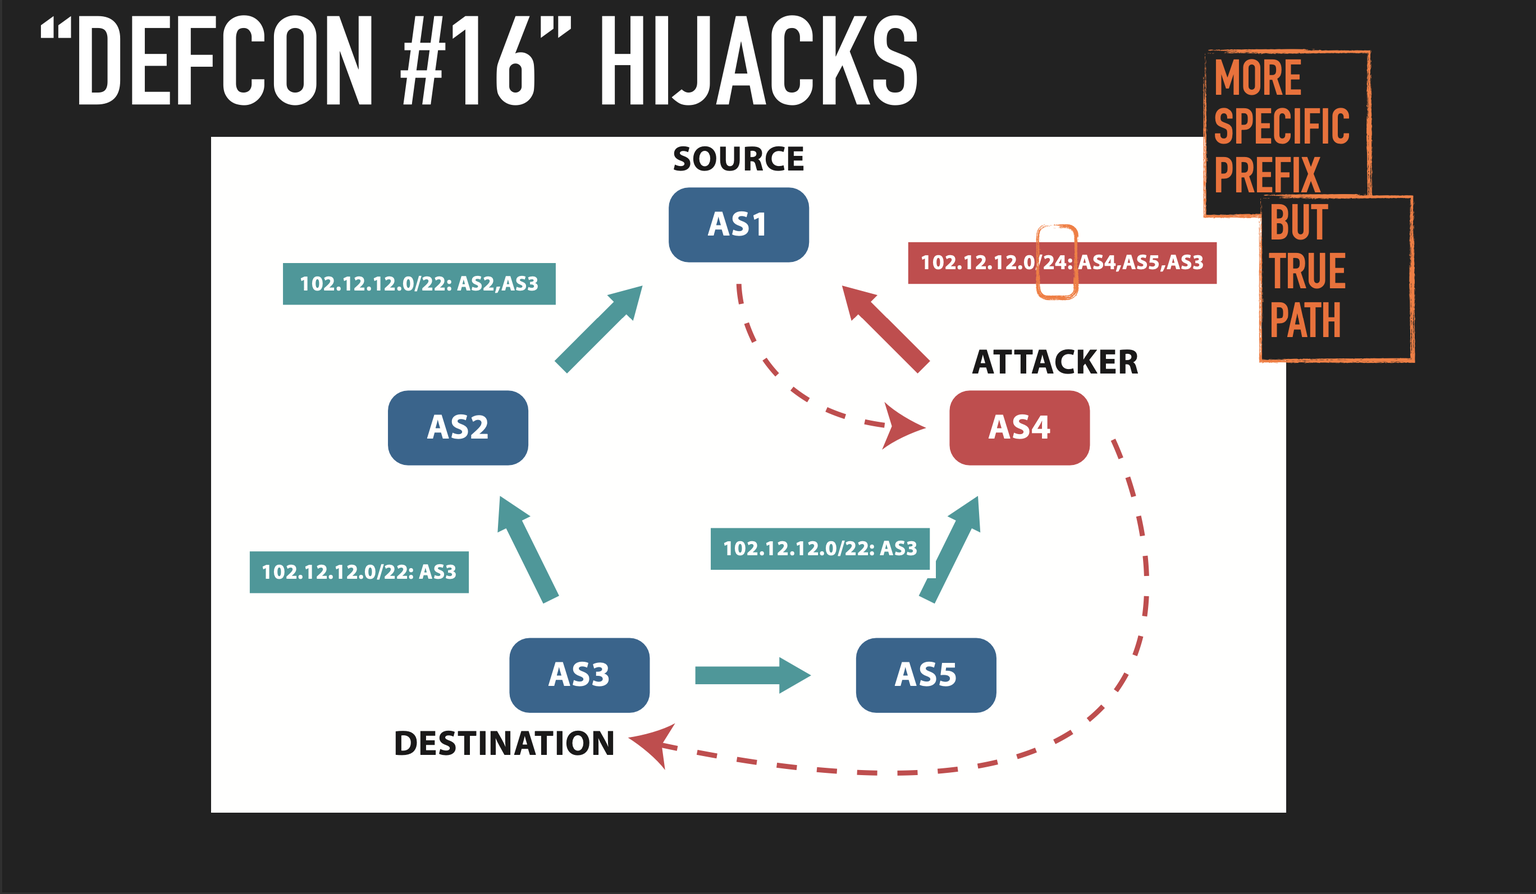 “DEFCON #16” HIJACKS
MORE
SPECIFIC
PREFIX
BUT
TRUE
PATH
SOURCE
AS1
102.12.12.0/22: AS2,AS3
102.12.12.0/24: AS4,AS5,AS3
ATTACKER
AS2
AS4
102.12.12.0/22: AS3
102.12.12.0/22: AS3
AS3
AS5
DESTINATION